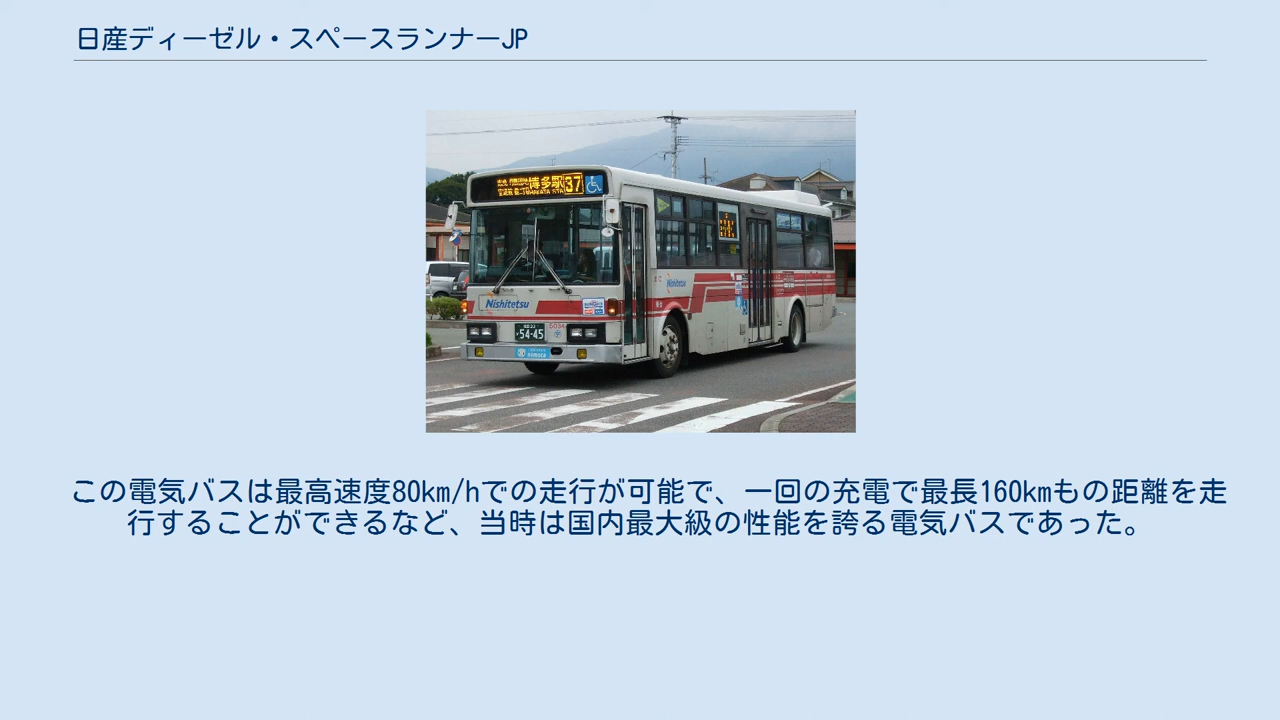 日産ディーゼル・スペースランナーJP
博多駅 37
Nishitetsu
Nishitetsu
54-45
nimoca
この電気バスは最高速度80km/hでの走行が可能で、一回の充電で最長160kmもの距離を走
行することができるなど、当時は国内最大級の性能を誇る電気バスであった。